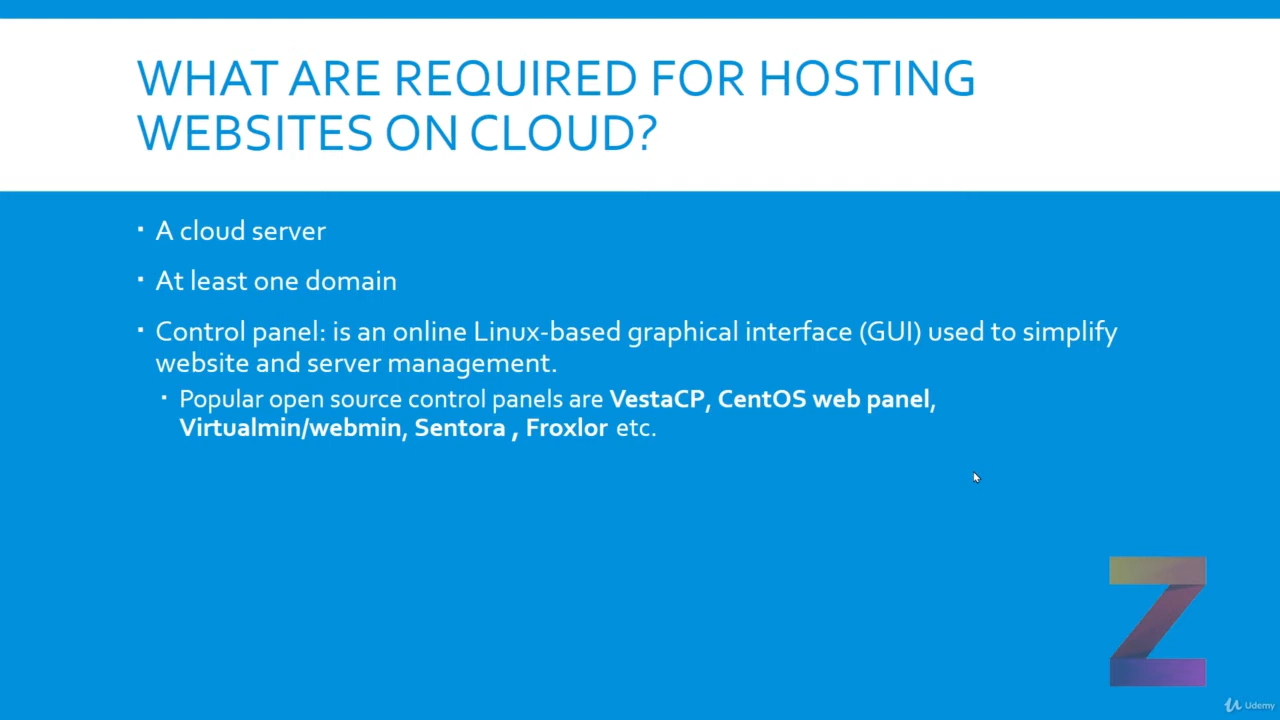 WHAT ARE REQUIRED FOR HOSTING
WEBSITES ON CLOUD?
▪ A cloud server
▪ At least one domain
▪ Control panel: is an online Linux-based graphical interface (GUI) used to simplify
website and server management.
▪ Popular open source control panels are VestaCP, CentOS web panel,
Virtualmin/webmin, Sentora , Froxlor etc.
Z
Udemy